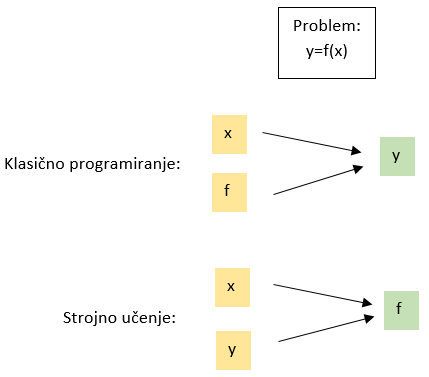 Problem:
y=f(x)
x
Klasično programiranje:
y
f
x
Strojno učenje:
f
y